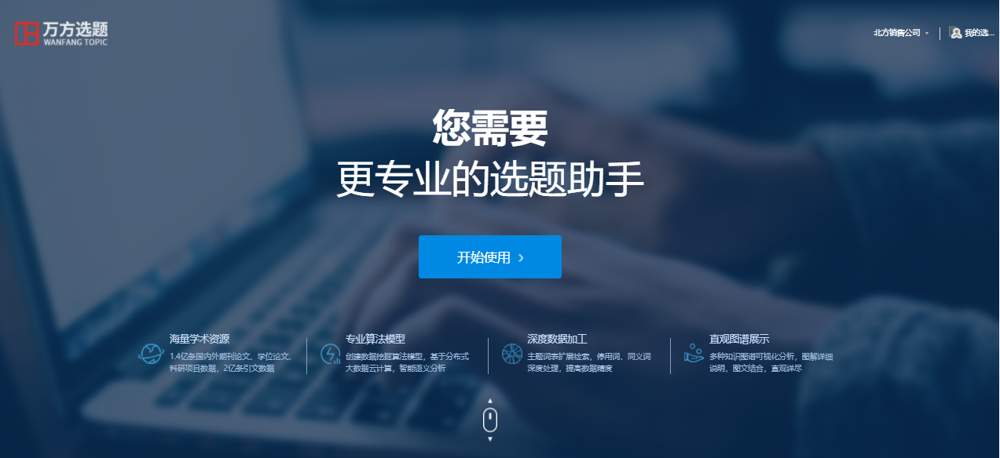 万方选题
WANFANG TOPIC
北方销售公司
我的选...
您需要
更专业的选题助手
开始使用
海量学术资源
1.4亿条国内外期刊论文、学位论文、
科研项目数据，2亿条引文数据
专业算法模型
创建数据挖掘算法模型，基于分布式
大数据云计算，智能语义分析
深度数据加工
主题词表扩展检索，停用词、同义词
深度处理，提高数据精度
直观图谱展示
多种知识图谱可视化分析，图解详细
说明，图文结合，直观详尽